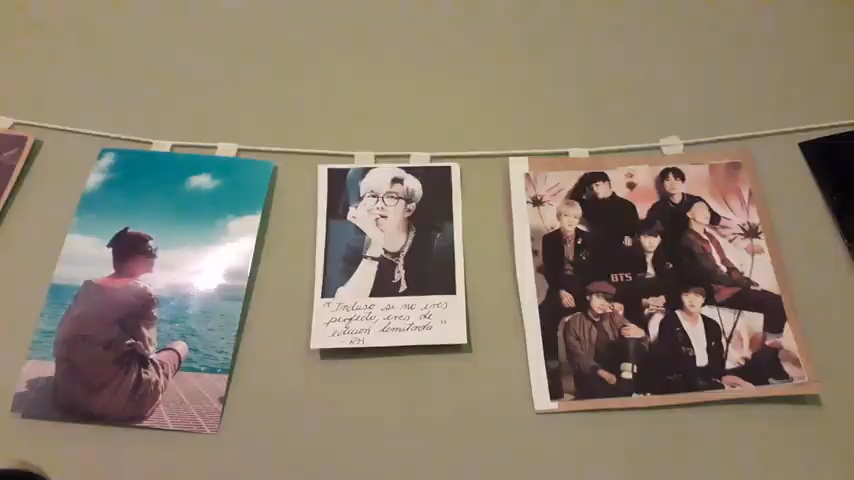 "Incluso si no eres
perfecto, eres de
edición limitada"
- RM
BTS